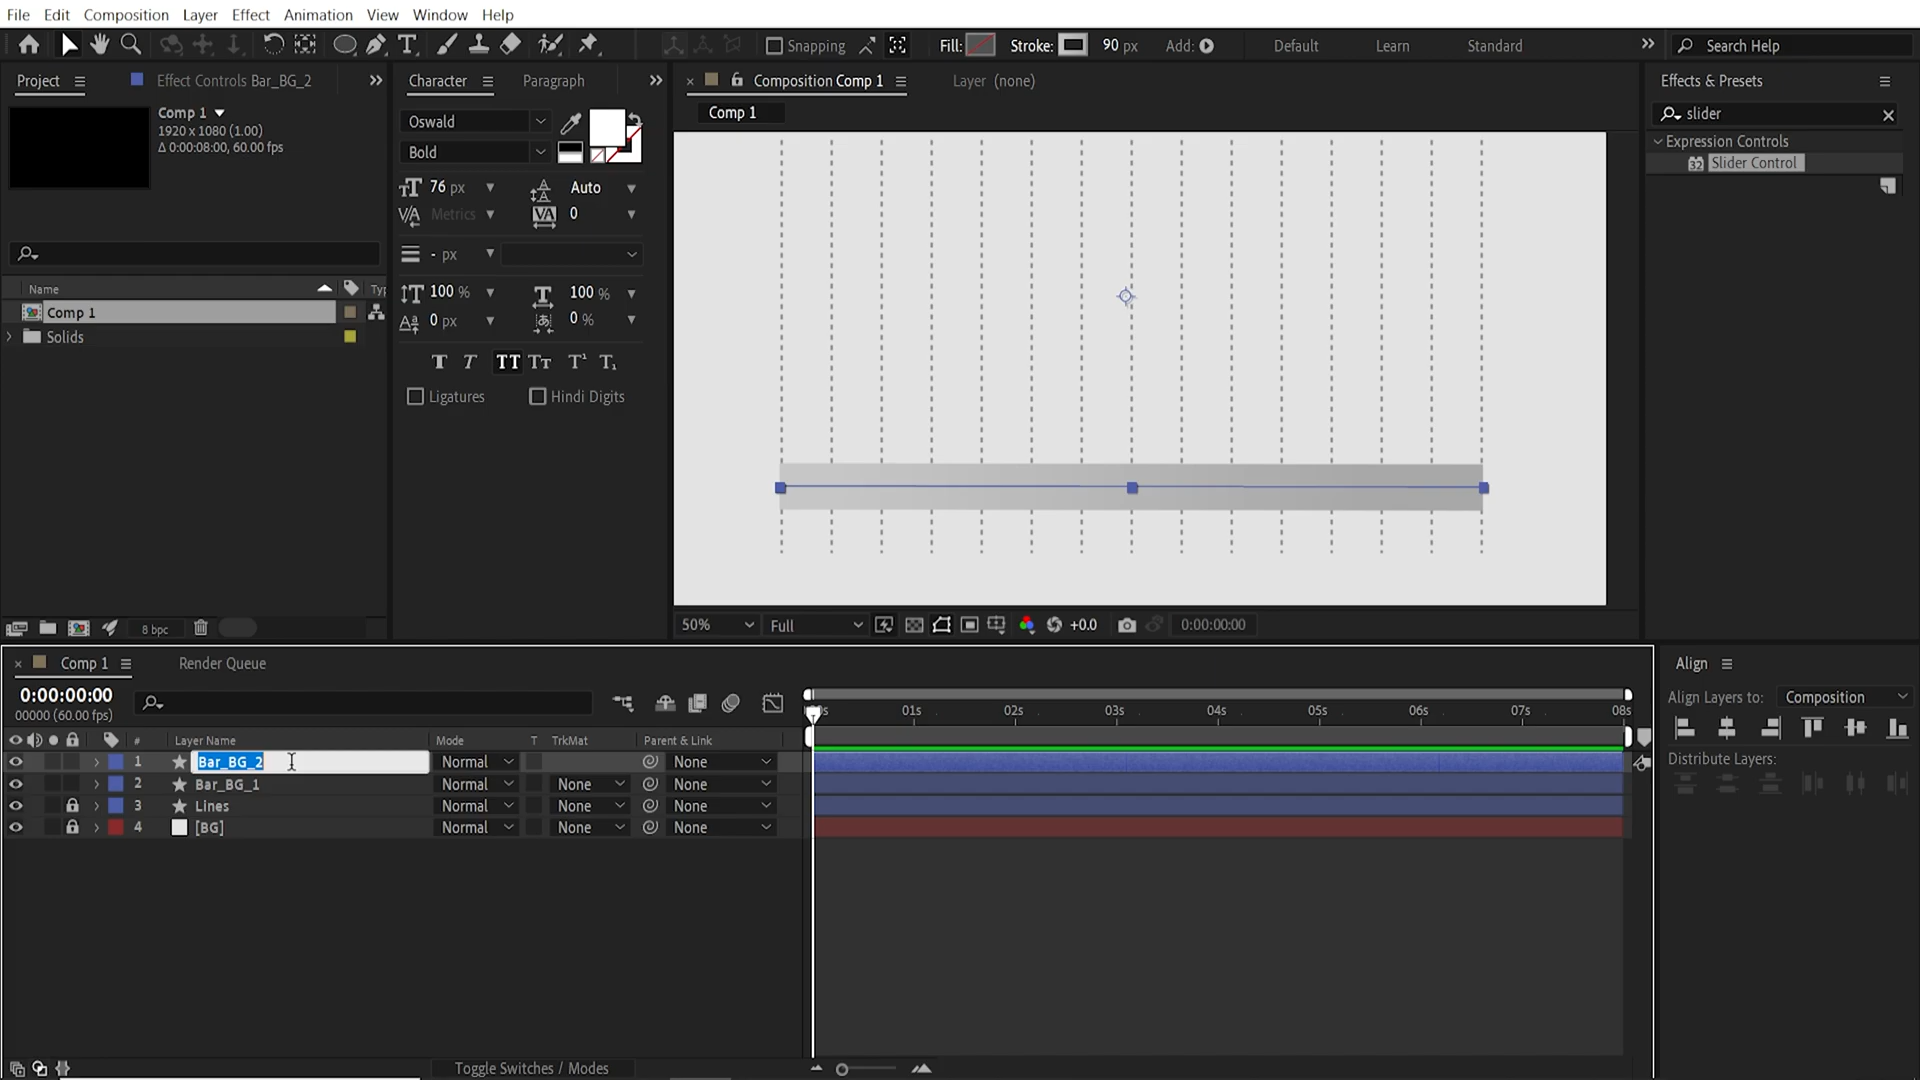 File Edit Composition Layer Effect Animation View Window Help
Snapping Fill: Stroke: 90 px Add: Default Learn Standard Search Help
Project Effect Controls Bar_BG_2
Comp 1
1920 x 1080 (1.00)
Δ 0:00:08:00, 60.00 fps
Name Typ
Comp 1
Solids
8 bpc
Character Paragraph
Oswald
Bold
76 px Auto
Metrics 0
- px
100 % 100 %
0 px 0 %
T T TT Tт T¹ T₁
Ligatures Hindi Digits
Composition Comp 1 Layer (none)
Comp 1
50% Full +0.0 0:00:00:00
Effects & Presets
slider
Expression Controls
32 Slider Control
Comp 1 Render Queue
0:00:00:00
00000 (60.00 fps)
01s 02s 03s 04s 05s 06s 07s 08s
# Layer Name Mode T TrkMat Parent & Link
1 Bar_BG_2 Normal None
2 Bar_BG_1 Normal None None
3 Lines Normal None None
4 [BG] Normal None None
Toggle Switches / Modes
Align
Align Layers to: Composition
Distribute Layers: